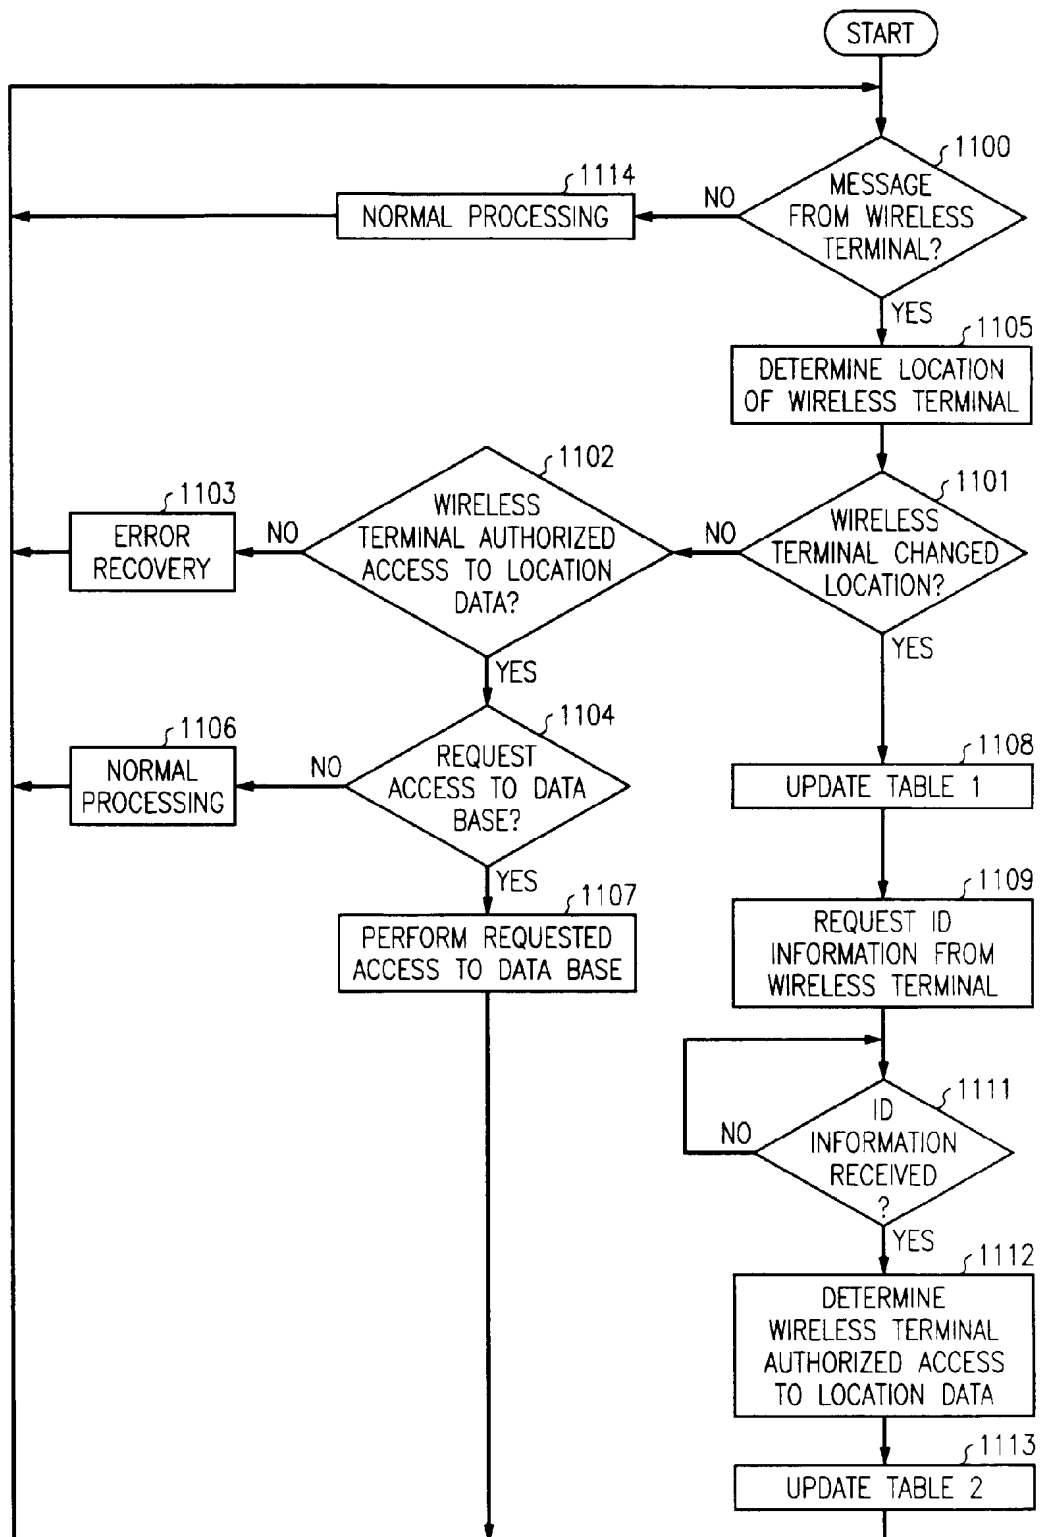 START
1100
MESSAGE
FROM WIRELESS
TERMINAL?
NO
1114
NORMAL PROCESSING
YES
1105
DETERMINE LOCATION
OF WIRELESS TERMINAL
1101
WIRELESS
TERMINAL CHANGED
LOCATION?
NO
1102
WIRELESS
TERMINAL AUTHORIZED
ACCESS TO LOCATION
DATA?
NO
1103
ERROR
RECOVERY
YES
YES
1104
REQUEST
ACCESS TO DATA
BASE?
NO
1106
NORMAL
PROCESSING
1108
UPDATE TABLE 1
YES
1107
PERFORM REQUESTED
ACCESS TO DATA BASE
1109
REQUEST ID
INFORMATION FROM
WIRELESS TERMINAL
1111
ID
INFORMATION
RECEIVED
?
NO
YES
1112
DETERMINE
WIRELESS TERMINAL
AUTHORIZED ACCESS
TO LOCATION DATA
1113
UPDATE TABLE 2